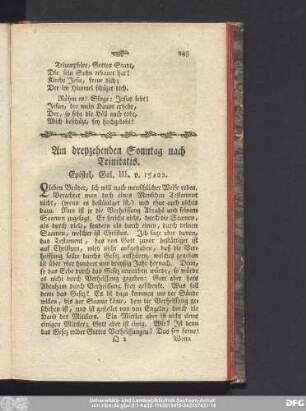 243
Triumphire, Gottes Stadt,
Die sein Sohn erbauet hat!
Kirche Jesu, freue dich;
Der im Himmel schützet dich.
Rühm es! Singe: Jesus lebt!
Jesus, der mein Haupt erhebt,
Der, so sehr die Höll auch tobt,
Mich beschützt, sey hochgelobt!
Am dreyzehenden Sonntag nach
Trinitatis.
Epistel, Gal. III. v. 15=22.
Lieben Brüder, Ich will nach menschlicher Weise reden.
Verachtet man doch eines Menschen Testament
nicht, (wenn es bestätiget ist,) und thut auch nichts
dazu. Nun ist je die Verheissung Abrahä und seinem
Saamen zugesagt. Er spricht nicht, durch die Saamen,
als durch viele, sondern als durch einen, durch deinen
Saamen, welcher ist Christus. Ich sage aber davon,
das Testament, das von Gott zuvor bestätiget ist
auf Christum, wird nicht aufgehaben, daß die Ver-
heissung sollte durchs Gesetz aufhören, welches gegeben
ist über vier hundert und dreyßig Jahr hernach. Denn,
so das Erbe durch das Gesetz erworben würde; so würde
es nicht durch Verheissung gegeben: Gott aber hats
Abraham durch Verheissung frey geschenkt. Was soll
denn das Gesetz? Es ist dazu kommen um der Sünde
willen, bis der Saame käme, dem die Verheissung ge-
schehen ist, und ist gestellet von den Engeln, durch die
Hand des Mittlers. Ein Mittler aber ist nicht eines
einigen Mittler; Gott aber ist einig. Wie? Ist denn
das Gesetz wider Gottes Verheissungen? Das sey ferne!
Q 2
Wenn
Universitäts- und Landesbibliothek Sachsen-Anhalt